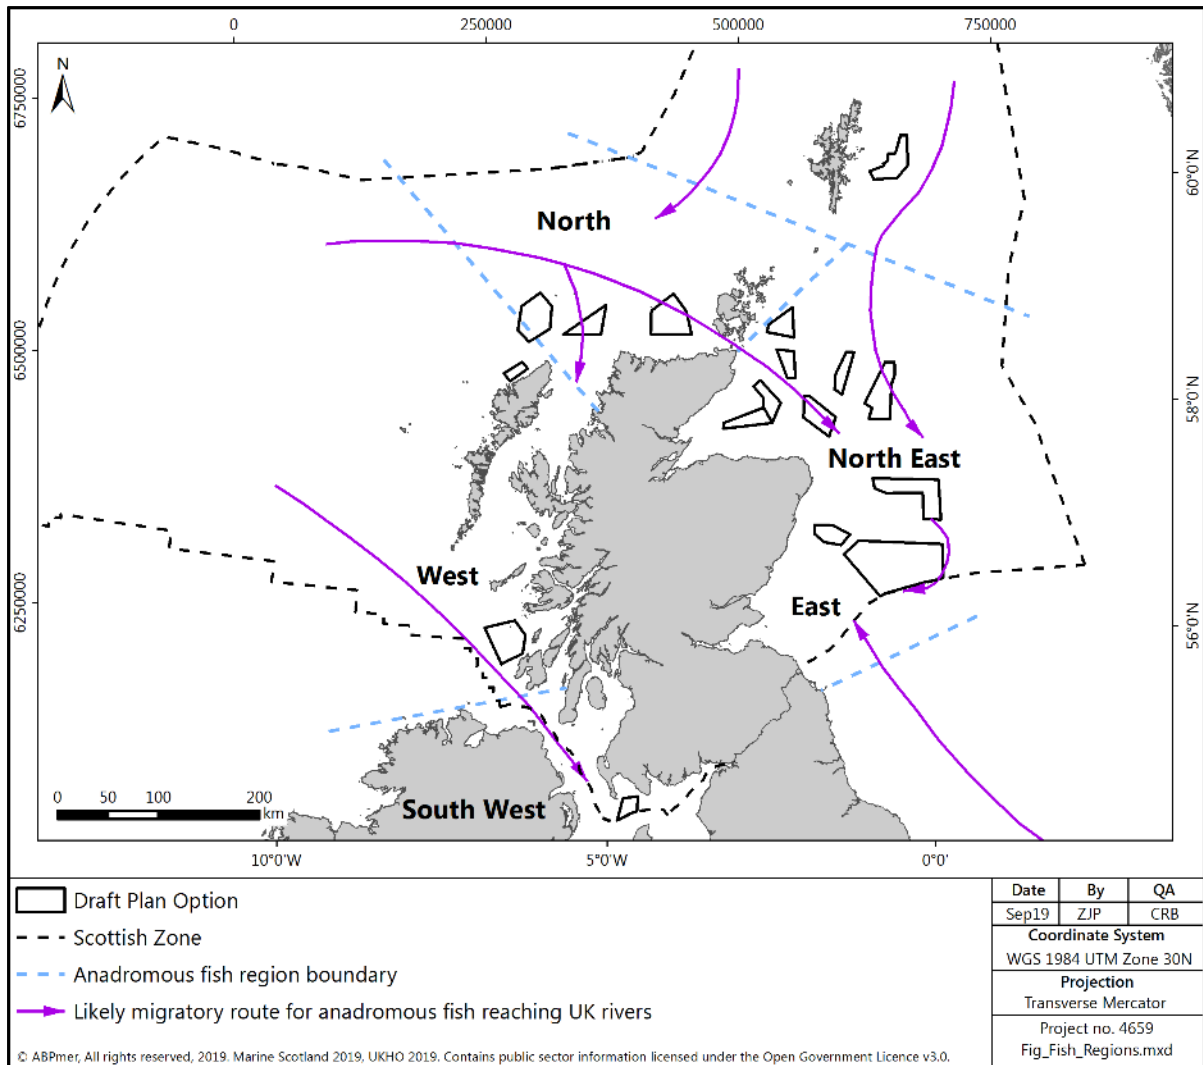 0
250000
500000
750000
6750000
6500000
6250000
N
60°0'N
58°0'N
56°0'N
North
North East
West
East
South West
0
50
100
200
km
10°0'W
5°0'W
0°0'
Draft Plan Option
Scottish Zone
Anadromous fish region boundary
Likely migratory route for anadromous fish reaching UK rivers
© ABPmer, All rights reserved, 2019. Marine Scotland 2019, UKHO 2019. Contains public sector information licensed under the Open Government Licence v3.0.
Date By QA
Sep19 ZJP CRB
Coordinate System
WGS 1984 UTM Zone 30N
Projection
Transverse Mercator
Project no. 4659
Fig_Fish_Regions.mxd